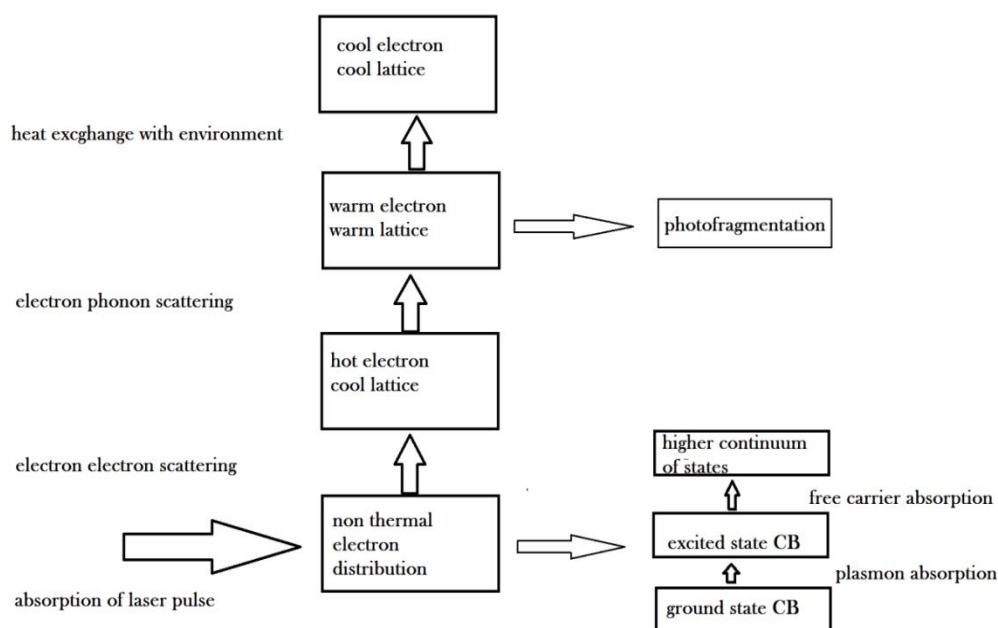 cool electron
cool lattice
heat excghange with environment
warm electron
warm lattice
photofragmentation
electron phonon scattering
hot electron
cool lattice
higher continuum
of states
electron electron scattering
free carrier absorption
non thermal
electron
distribution
excited state CB
plasmon absorption
absorption of laser pulse
ground state CB